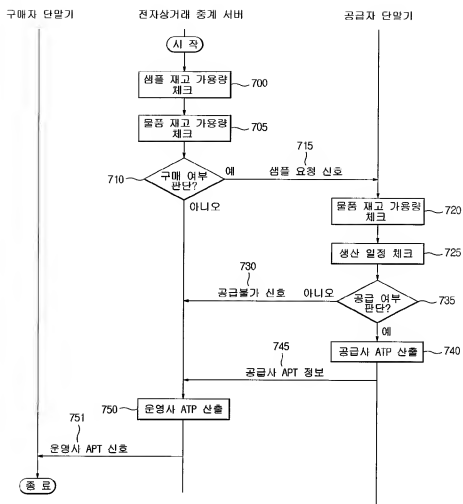 구매자 단말기
전자상거래 중계 서버
공급자 단말기
시 작
샘플 재고 가용량
체크
700
물품 재고 가용량
체크
705
710
구매 여부
판단?
예
715
샘플 요청 신호
아니오
물품 재고 가용량
체크
720
생산 일정 체크
725
730
공급불가 신호
아니오
공급 여부
판단?
735
예
공급사 ATP 산출
740
745
공급사 APT 정보
750
운영사 ATP 산출
751
운영사 APT 신호
종 료